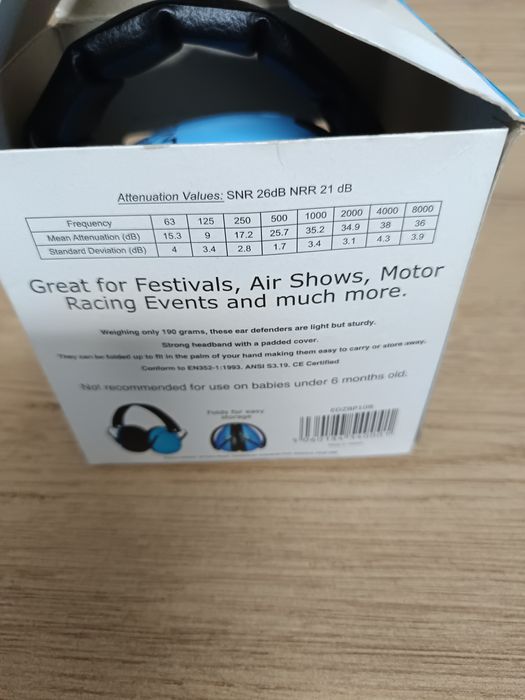 Attenuation Values: SNR 26dB NRR 21 dB
Frequency 63 125 250 500 1000 2000 4000 8000
Mean Attenuation (dB) 15.3 9 17.2 25.7 35.2 34.9 38 36
Standard Deviation (dB) 4 3.4 2.8 1.7 3.4 3.1 4.3 3.9
Great for Festivals, Air Shows, Motor
Racing Events and much more.
Weighing only 190 grams, these ear defenders are light but sturdy.
Strong headband with a padded cover.
They can be folded up to fit in the palm of your hand making them easy to carry or store away.
Conform to EN352-1:1993. ANSI S3.19. CE Certified
Not recommended for use on babies under 6 months old.
Folds for easy
storage